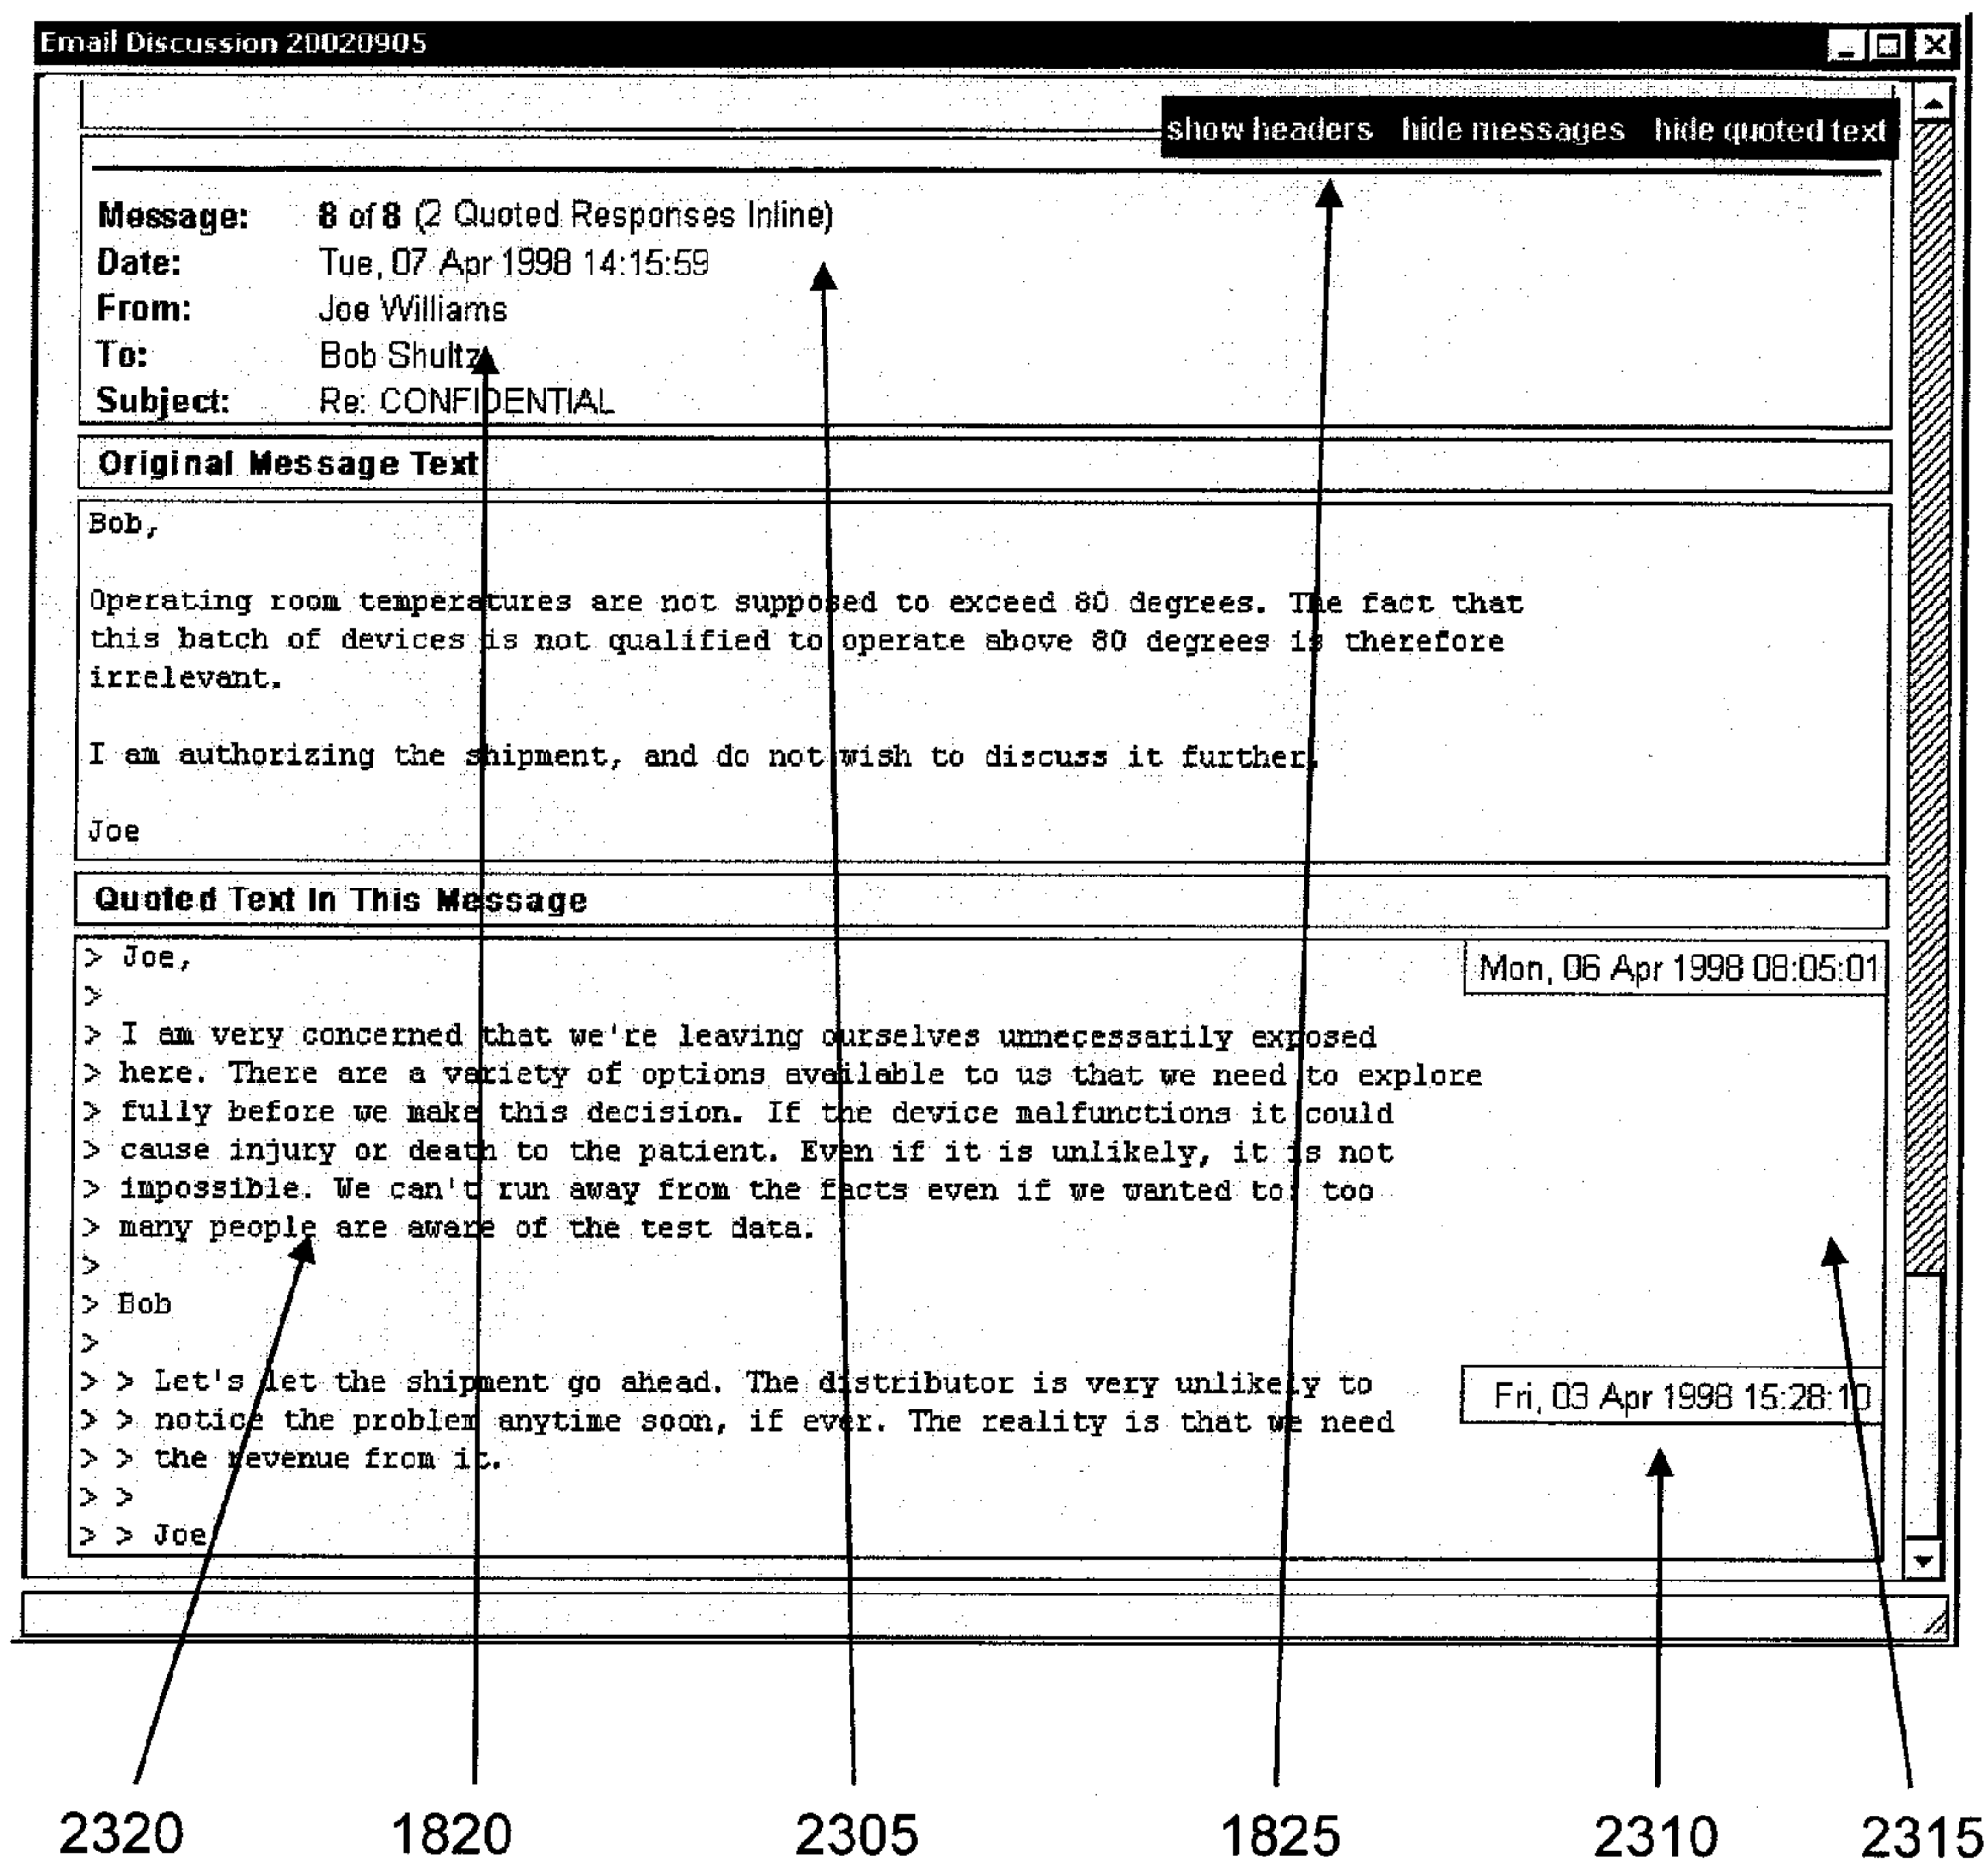 Email Discussion 20020905
show headers hide messages hide quoted text
Message: 8 of 8 (2 Quoted Responses Inline)
Date: Tue, 07 Apr 1998 14:15:59
From: Joe Williams
To: Bob Shultz
Subject: Re: CONFIDENTIAL
Original Message Text
Bob,
Operating room temperatures are not supposed to exceed 80 degrees. The fact that
this batch of devices is not qualified to operate above 80 degrees is therefore
irrelevant.
I am authorizing the shipment, and do not wish to discuss it further.
Joe
Quoted Text In This Message
> Joe,
Mon, 06 Apr 1998 08:05:01
>
> I am very concerned that we're leaving ourselves unnecessarily exposed
> here. There are a variety of options available to us that we need to explore
> fully before we make this decision. If the device malfunctions it could
> cause injury or death to the patient. Even if it is unlikely, it is not
> impossible. We can't run away from the facts even if we wanted to; too
> many people are aware of the test data.
>
> Bob
>
> > Let's let the shipment go ahead. The distributor is very unlikely to
Fri, 03 Apr 1998 15:28:10
> > notice the problem anytime soon, if ever. The reality is that we need
> > the revenue from it.
> >
> > Joe
2320 1820 2305 1825 2310 2315